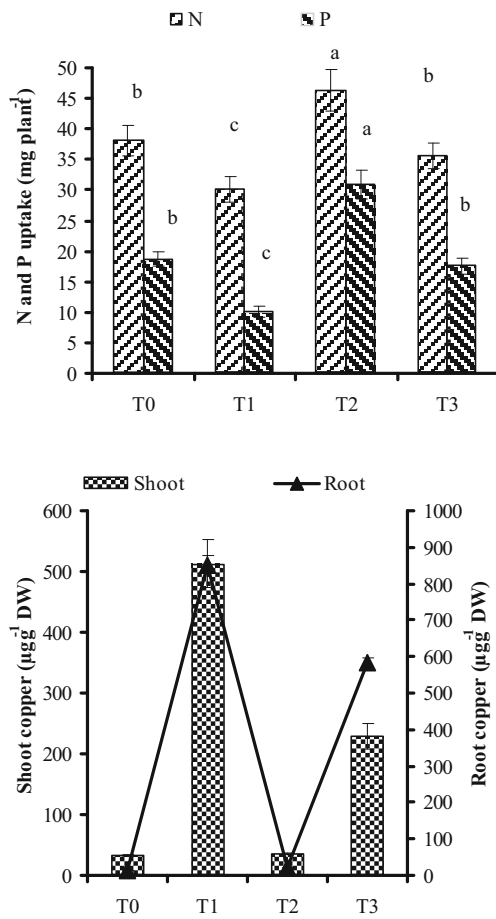 N P
N and P uptake (mg plant-1)
50
45
40
35
30
25
20
15
10
5
0
b
b
c
c
a
a
b
b
T0 T1 T2 T3
Shoot Root
Shoot copper (µgg-1 DW)
600
500
400
300
200
100
0
1000
900
800
700
600
500
400
300
200
100
0
Root copper (µgg-1 DW)
T0 T1 T2 T3